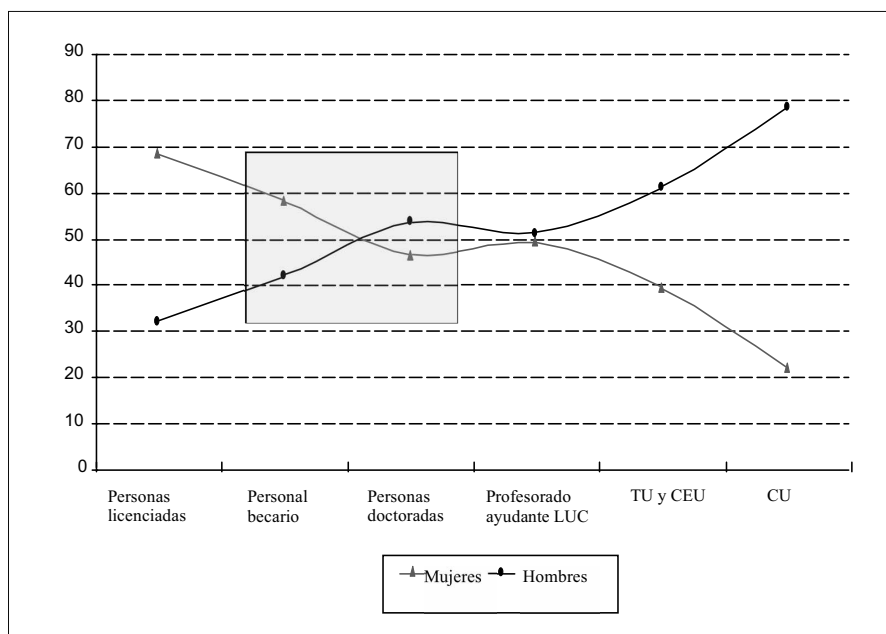 90
80
70
60
50
40
30
20
10
0
Personas
licenciadas
Personal
becario
Personas
doctoradas
Profesorado
ayudante LUC
TU y CEU
CU
Mujeres Hombres